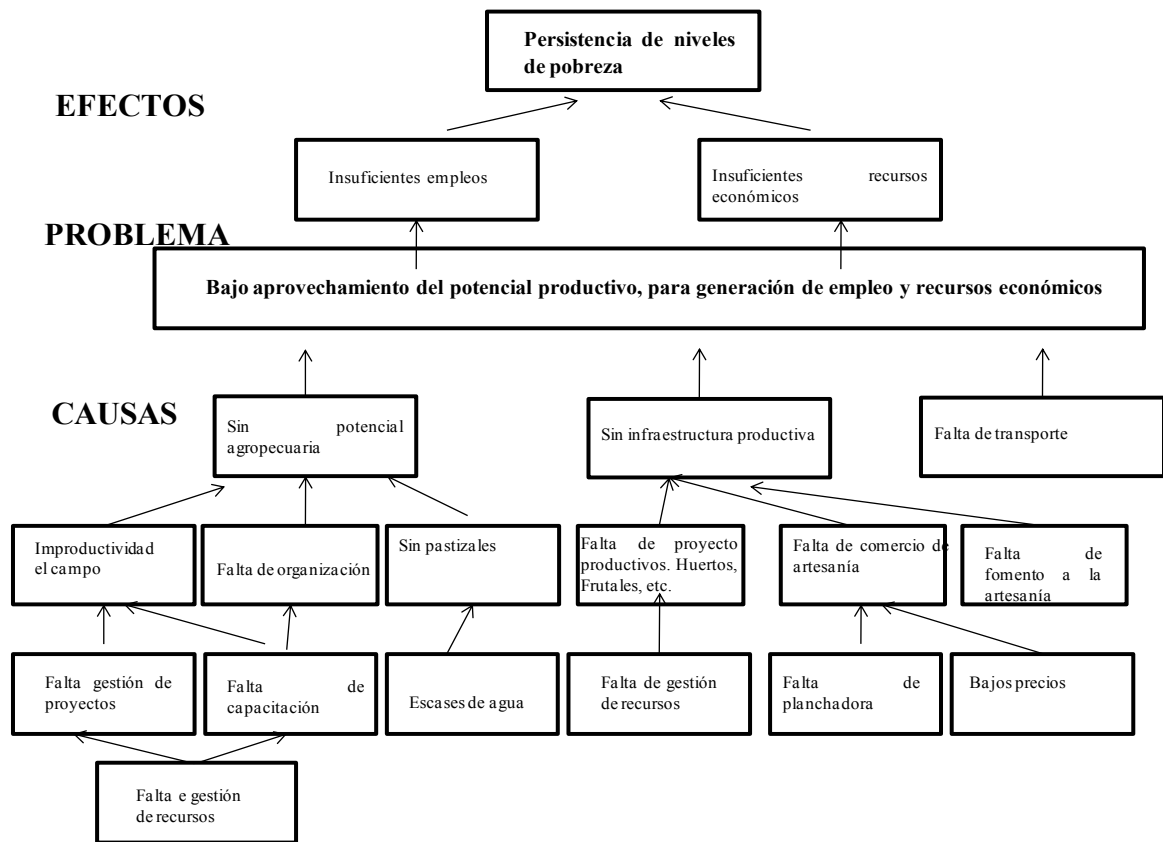 Persistencia de niveles
de pobreza
EFECTOS
Insuficientes empleos
Insuficientes recursos
económicos
PROBLEMA
Bajo aprovechamiento del potencial productivo, para generación de empleo y recursos económicos
CAUSAS
Sin potencial
agropecuaria
Sin infraestructura productiva
Falta de transporte
Improductividad
el campo
Falta de organización
Sin pastizales
Falta de proyecto
productivos. Huertos,
Frutales, etc.
Falta de comercio de
artesanía
Falta de
fomento a la
artesanía
Falta gestión de
proyectos
Falta de
capacitación
Escases de agua
Falta de gestión
de recursos
Falta de
planchadora
Bajos precios
Falta e gestión
de recursos